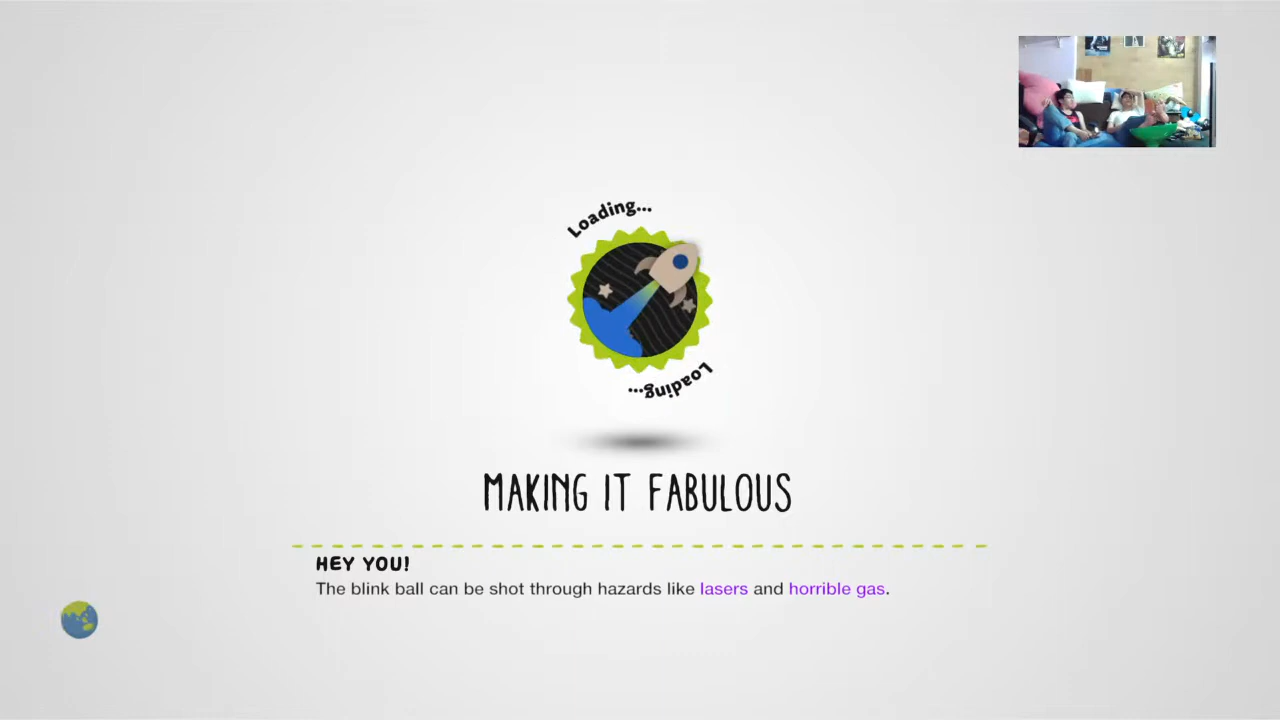 Loading...
Loading...
MAKING IT FABULOUS
HEY YOU!
The blink ball can be shot through hazards like lasers and horrible gas.